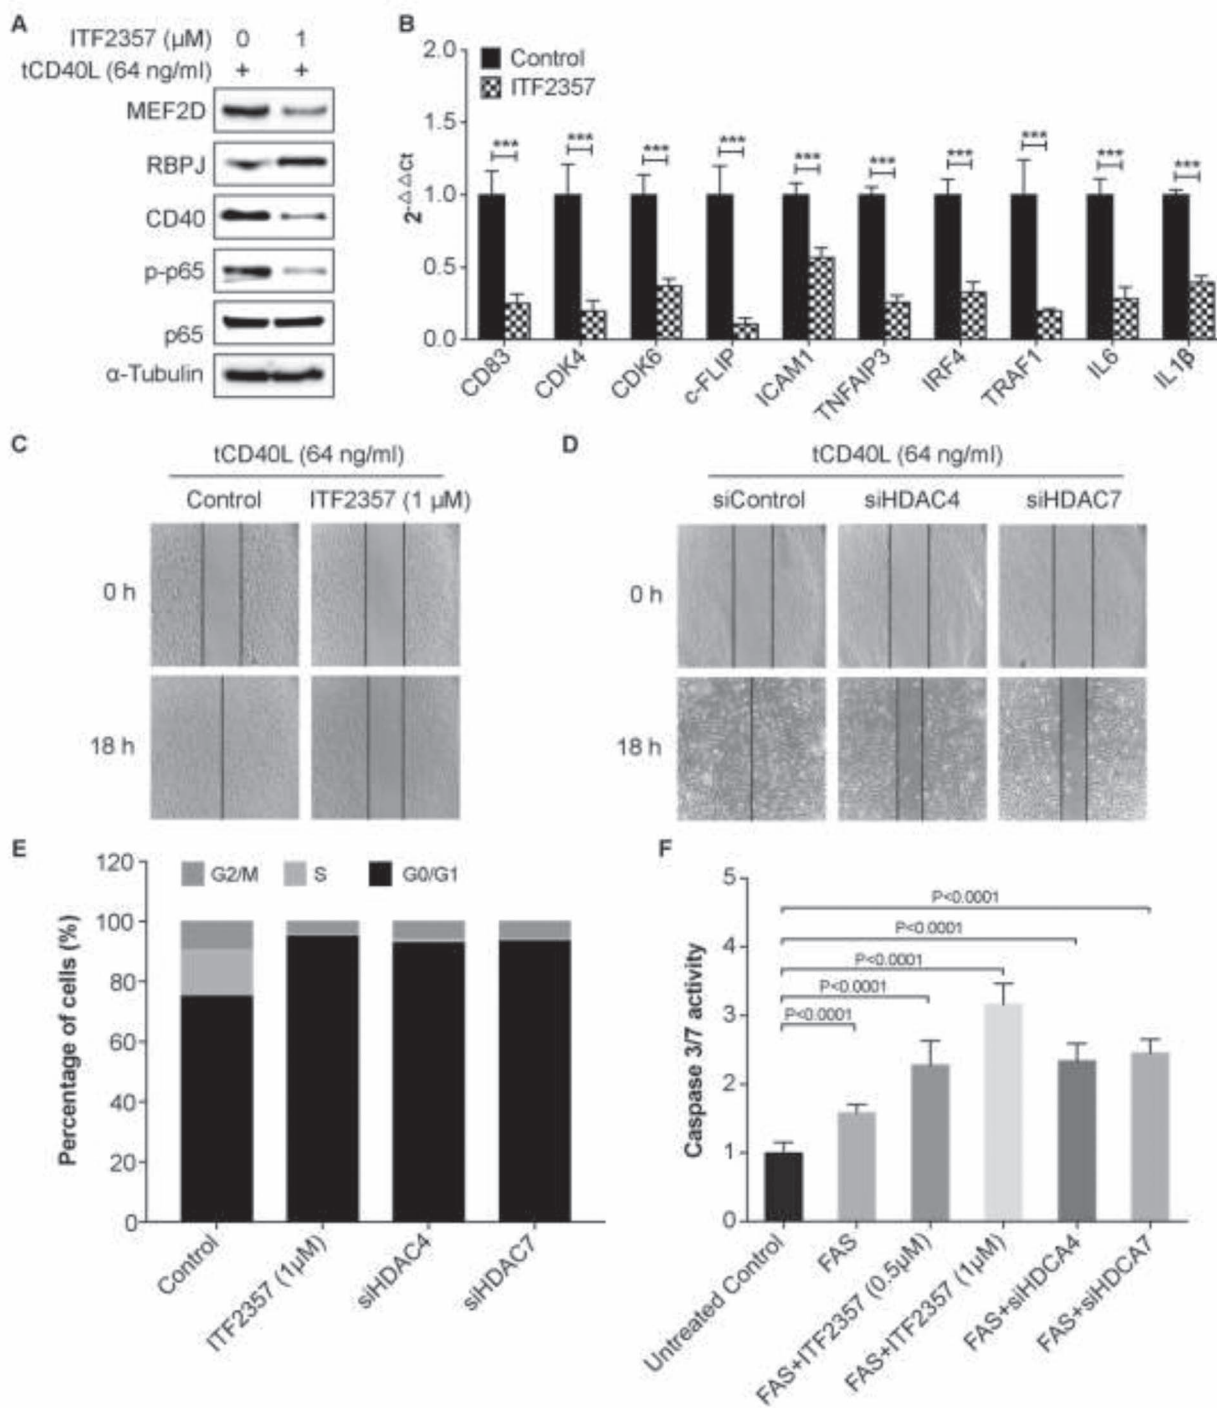 A
ITF2357 (μM) 0 1
tCD40L (64 ng/ml) + +
MEF2D
RBPJ
CD40
p-p65
p65
α-Tubulin
B
2.0
1.5
1.0
0.5
0.0
2^-△△Ct
Control
ITF2357
*** *** *** *** *** *** *** *** *** ***
CD83 CDK4 CDK6 c-FLIP ICAM1 TNFAIP3 IRF4 TRAF1 IL6 IL1β
C
tCD40L (64 ng/ml)
Control ITF2357 (1 μM)
0 h
18 h
D
tCD40L (64 ng/ml)
siControl siHDAC4 siHDAC7
0 h
18 h
E
120
100
80
60
40
20
0
Percentage of cells (%)
G2/M S G0/G1
Control ITF2357 (1μM) siHDAC4 siHDAC7
F
5
4
3
2
1
0
Caspase 3/7 activity
P<0.0001
P<0.0001
P<0.0001
P<0.0001
P<0.0001
Untreated Control FAS FAS+ITF2357 (0.5μM) FAS+ITF2357 (1μM) FAS+siHDCA4 FAS+siHDCA7